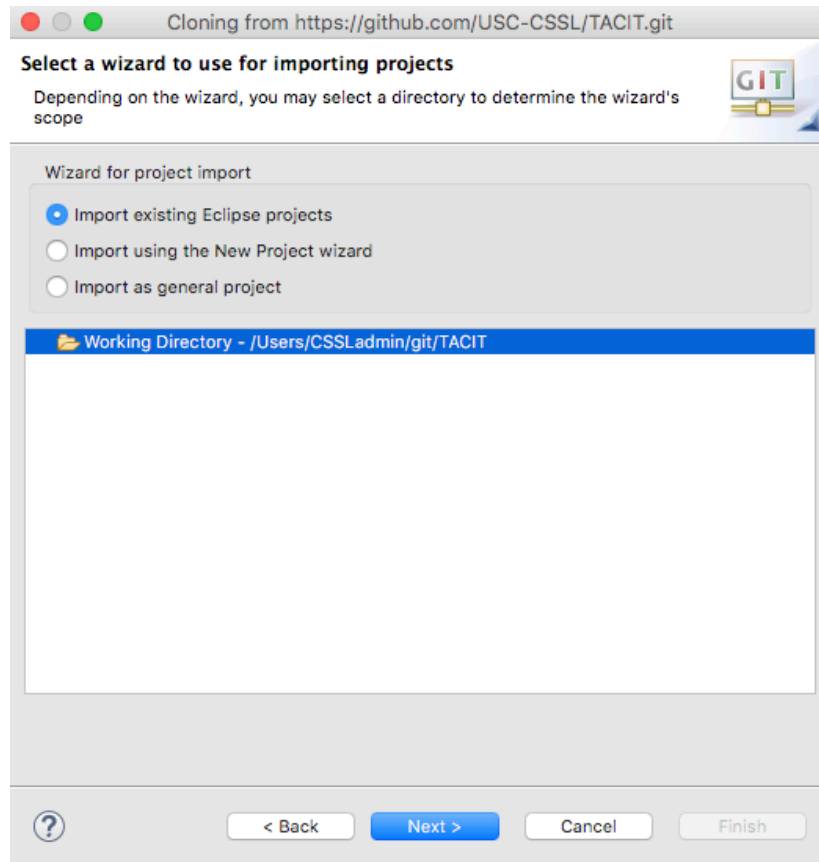 Cloning from https://github.com/USC-CSSL/TACIT.git
Select a wizard to use for importing projects
Depending on the wizard, you may select a directory to determine the wizard's
scope
GIT
Wizard for project import
Import existing Eclipse projects
Import using the New Project wizard
Import as general project
Working Directory - /Users/CSSLadmin/git/TACIT
?
< Back
Next >
Cancel
Finish